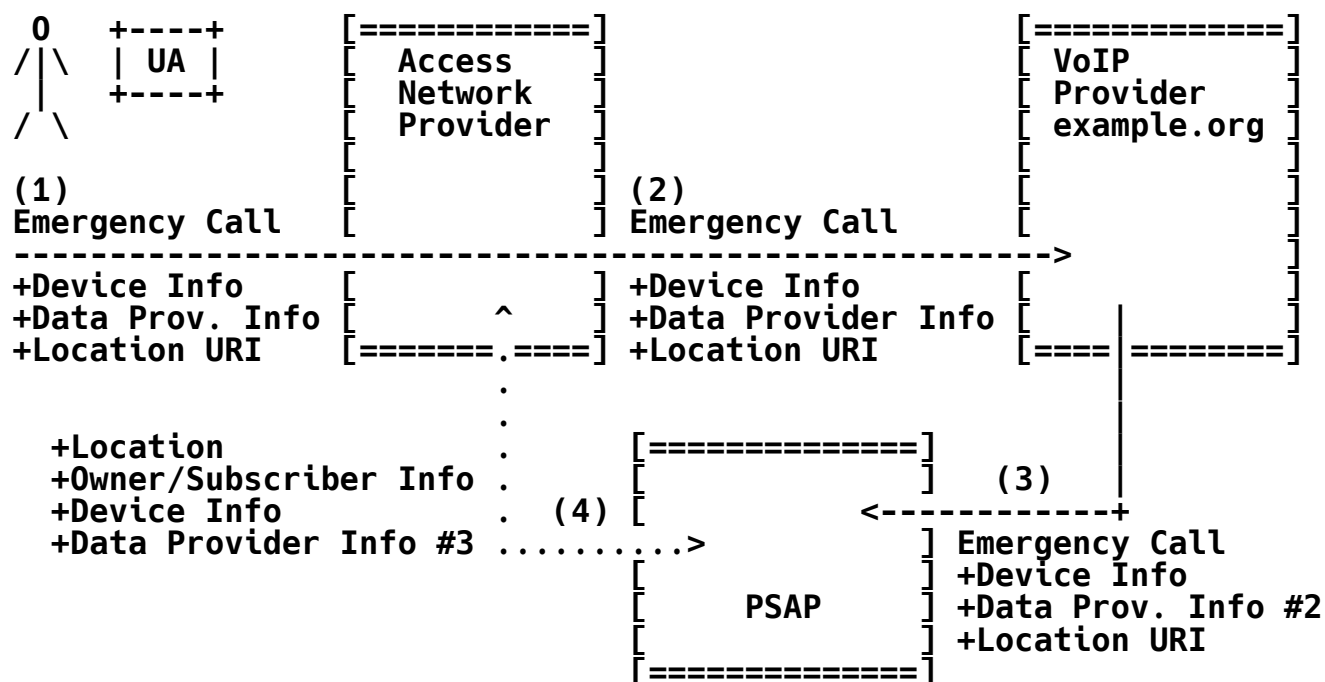 O   +----+      [============]                      [=============]
/|\  | UA |      [  Access    ]                      [ VoIP        ]
 |   +----+      [  Network   ]                      [ Provider    ]
/ \              [  Provider  ]                      [ example.org ]
                 [            ]                      [             ]
(1)              [            ] (2)                  [             ]
Emergency Call   [            ] Emergency Call       [             ]
------------------------------------------------------>            ]
+Device Info     [            ] +Device Info         [             ]
+Data Prov. Info [       ^    ] +Data Provider Info  [    |        ]
+Location URI    [=======.====] +Location URI        [====|========]
                         .                                |
                         .                                |
  +Location              .      [==============]          |
  +Owner/Subscriber Info .      [              ]   (3)    |
  +Device Info           .  (4) [           <------------+
  +Data Provider Info #3 ..........>           ] Emergency Call
                                [              ] +Device Info
                                [     PSAP     ] +Data Prov. Info #2
                                [              ] +Location URI
                                [==============]